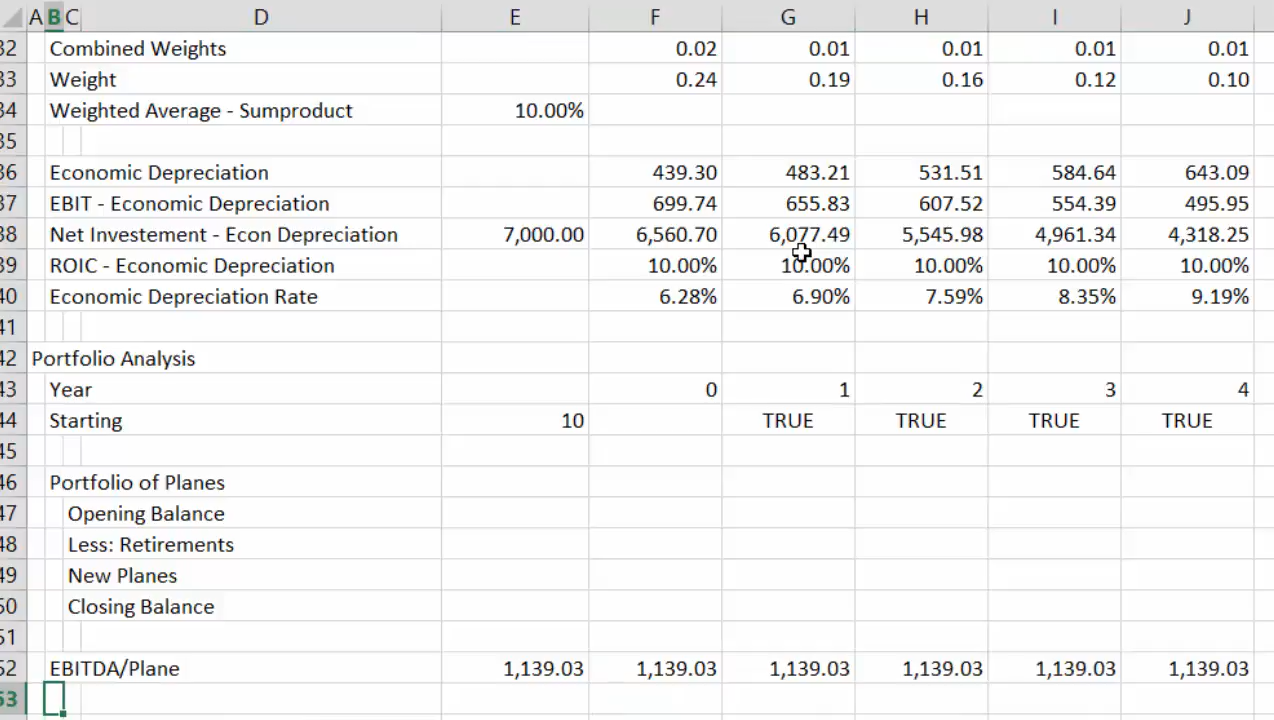 A B C D E F G H I J
32 Combined Weights 0.02 0.01 0.01 0.01 0.01
33 Weight 0.24 0.19 0.16 0.12 0.10
34 Weighted Average - Sumproduct 10.00%
35
36 Economic Depreciation 439.30 483.21 531.51 584.64 643.09
37 EBIT - Economic Depreciation 699.74 655.83 607.52 554.39 495.95
38 Net Investement - Econ Depreciation 7,000.00 6,560.70 6,077.49 5,545.98 4,961.34 4,318.25
39 ROIC - Economic Depreciation 10.00% 10.00% 10.00% 10.00% 10.00%
40 Economic Depreciation Rate 6.28% 6.90% 7.59% 8.35% 9.19%
41
42 Portfolio Analysis
43 Year 0 1 2 3 4
44 Starting 10 TRUE TRUE TRUE TRUE
45
46 Portfolio of Planes
47 Opening Balance
48 Less: Retirements
49 New Planes
50 Closing Balance
51
52 EBITDA/Plane 1,139.03 1,139.03 1,139.03 1,139.03 1,139.03 1,139.03
53